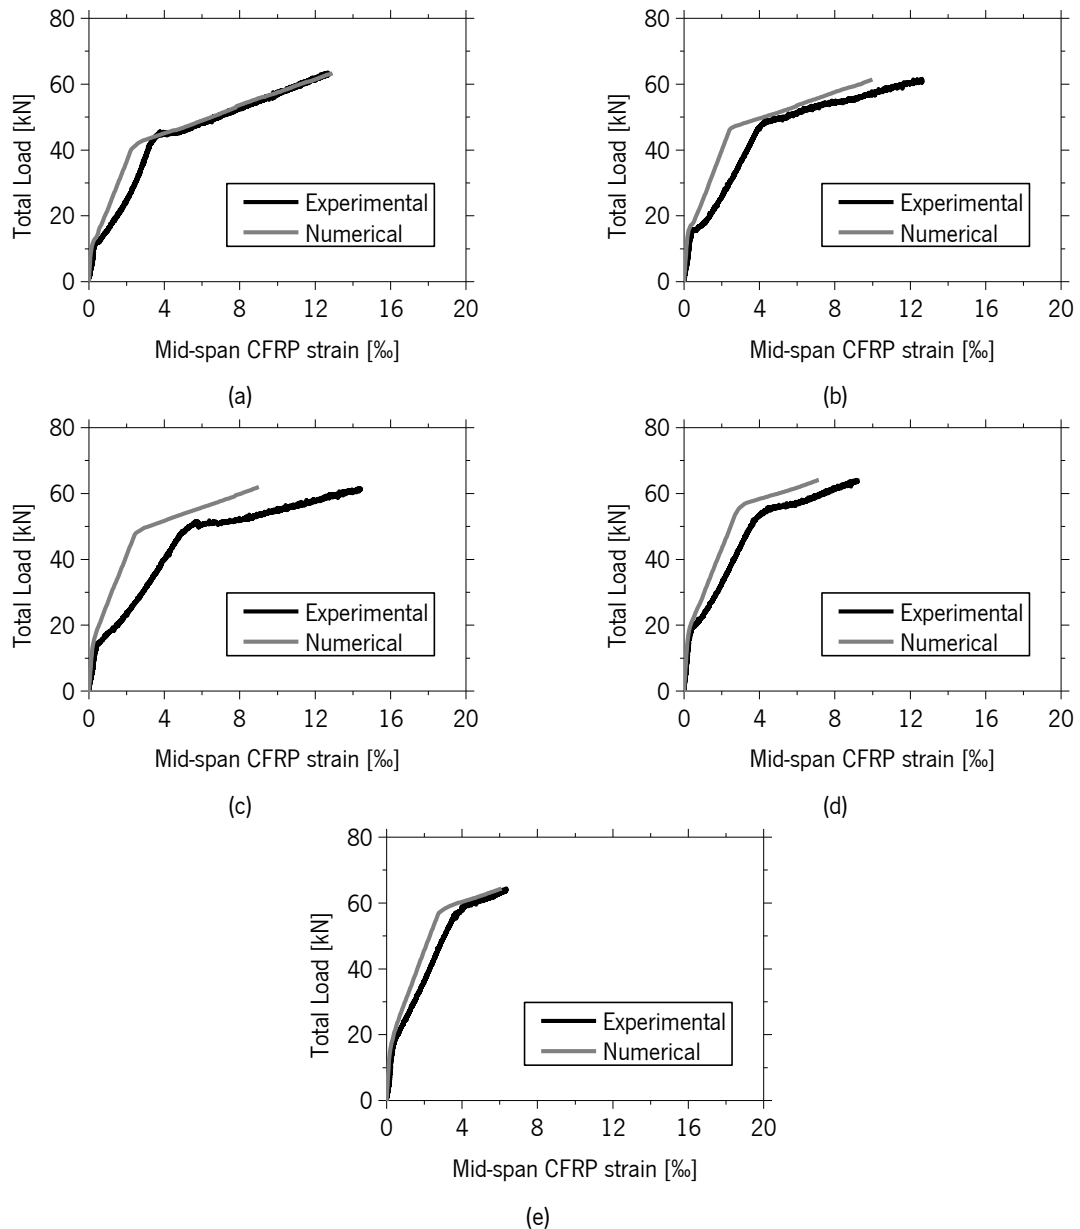 80
60
40
20
0
Total Load [kN]
Experimental
Numerical
0 4 8 12 16 20
Mid-span CFRP strain [‰]
(a)
80
60
40
20
0
Total Load [kN]
Experimental
Numerical
0 4 8 12 16 20
Mid-span CFRP strain [‰]
(b)
80
60
40
20
0
Total Load [kN]
Experimental
Numerical
0 4 8 12 16 20
Mid-span CFRP strain [‰]
(c)
80
60
40
20
0
Total Load [kN]
Experimental
Numerical
0 4 8 12 16 20
Mid-span CFRP strain [‰]
(d)
80
60
40
20
0
Total Load [kN]
Experimental
Numerical
0 4 8 12 16 20
Mid-span CFRP strain [‰]
(e)